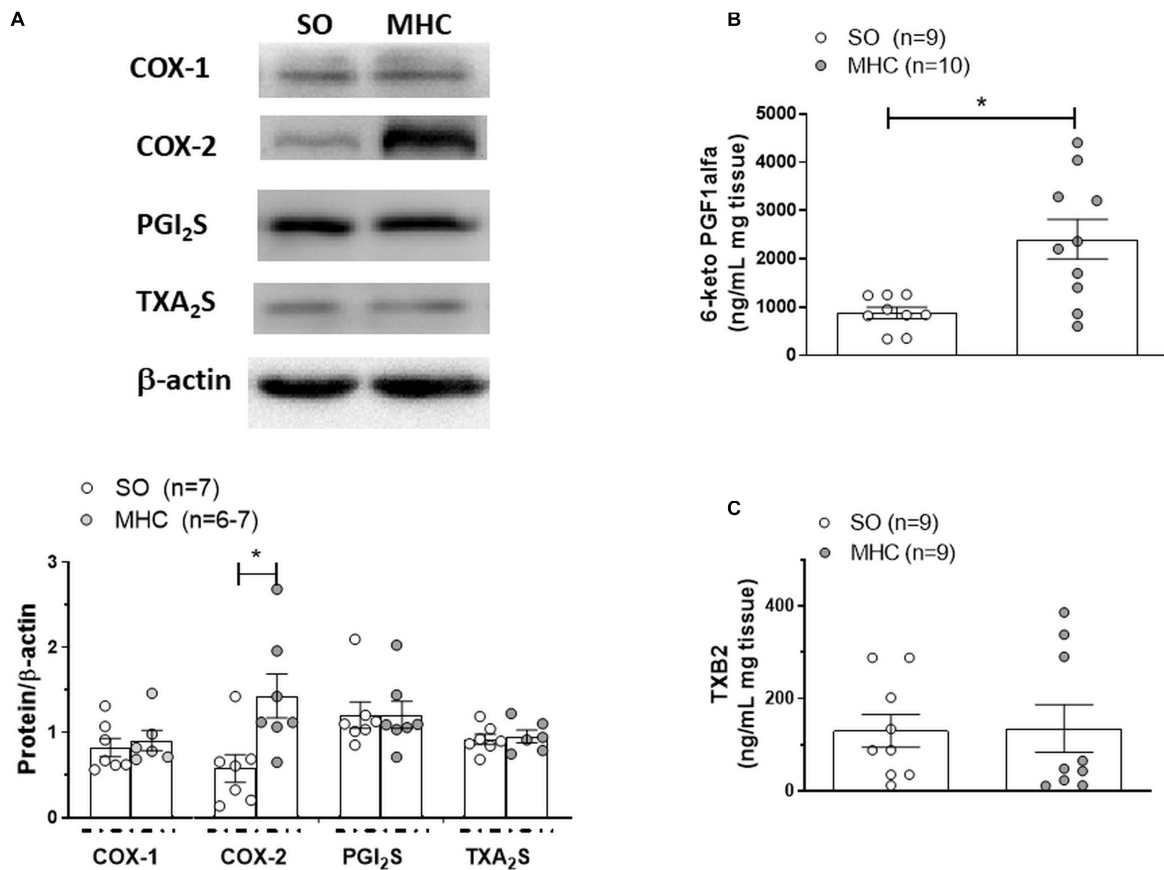 A
SO MHC
COX-1
COX-2
PGI₂S
TXA₂S
β-actin
SO (n=7)
MHC (n=6-7)
Protein/β-actin
3
2
1
0
*
COX-1 COX-2 PGI₂S TXA₂S
B
SO (n=9)
MHC (n=10)
6-keto PGF1alfa
(ng/mL mg tissue)
5000
4000
3000
2000
1000
0
*
C
SO (n=9)
MHC (n=9)
TXB2
(ng/mL mg tissue)
400
200
0